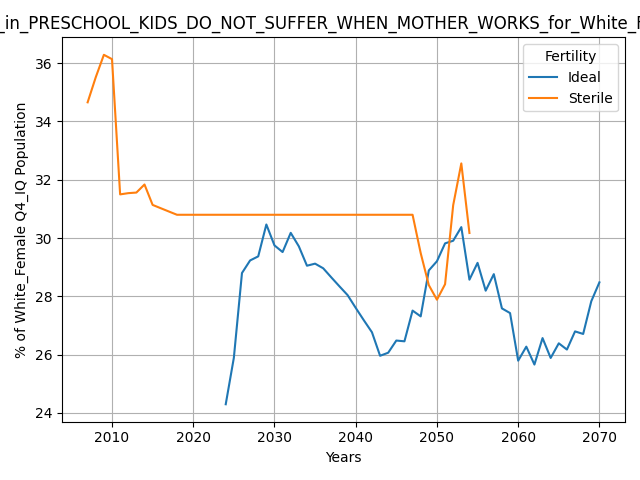 _in_PRESCHOOL_KIDS_DO_NOT_SUFFER_WHEN_MOTHER_WORKS_for_White_F
Fertility
Ideal
Sterile
% of White_Female Q4_IQ Population
36
34
32
30
28
26
24
2010
2020
2030
2040
2050
2060
2070
Years